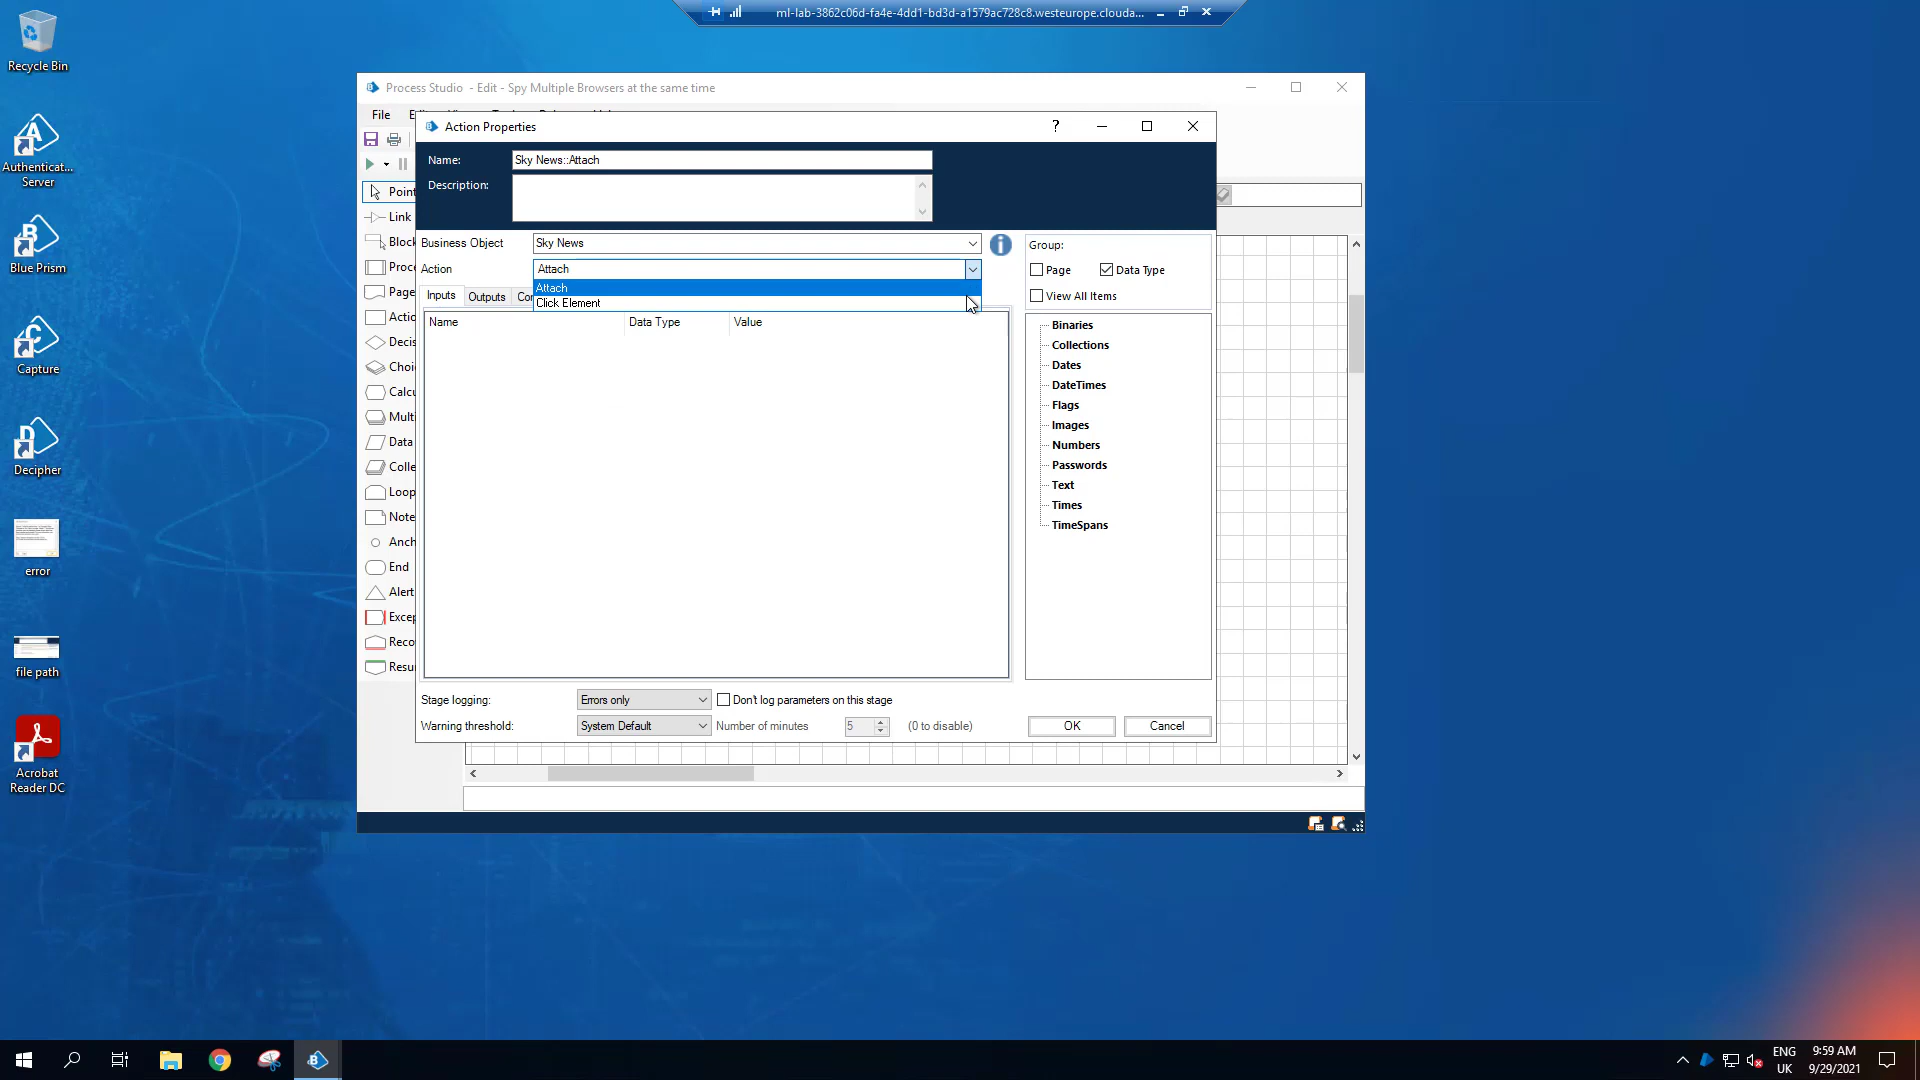 ml-lab-3862c06d-fa4e-4dd1-bd3d-a1579ac728c8.westeurope.clouda...
Recycle Bin
Authenticat...
Server
Blue Prism
Capture
Decipher
error
file path
Acrobat
Reader DC
Process Studio - Edit - Spy Multiple Browsers at the same time
File
Action Properties
?
Name:
Sky News::Attach
Description:
Business Object
Sky News
Action
Attach
Attach
Click Element
Inputs
Outputs
Name
Data Type
Value
Group:
Page
Data Type
View All Items
Binaries
Collections
Dates
DateTimes
Flags
Images
Numbers
Passwords
Text
Times
TimeSpans
Point
Link
Block
Proce
Page
Actio
Decis
Choi
Calcu
Multi
Data
Colle
Loop
Note
Anch
End
Alert
Excep
Reco
Resu
Stage logging:
Errors only
Don't log parameters on this stage
Warning threshold:
System Default
Number of minutes
5
(0 to disable)
OK
Cancel
ENG
UK
9:59 AM
9/29/2021